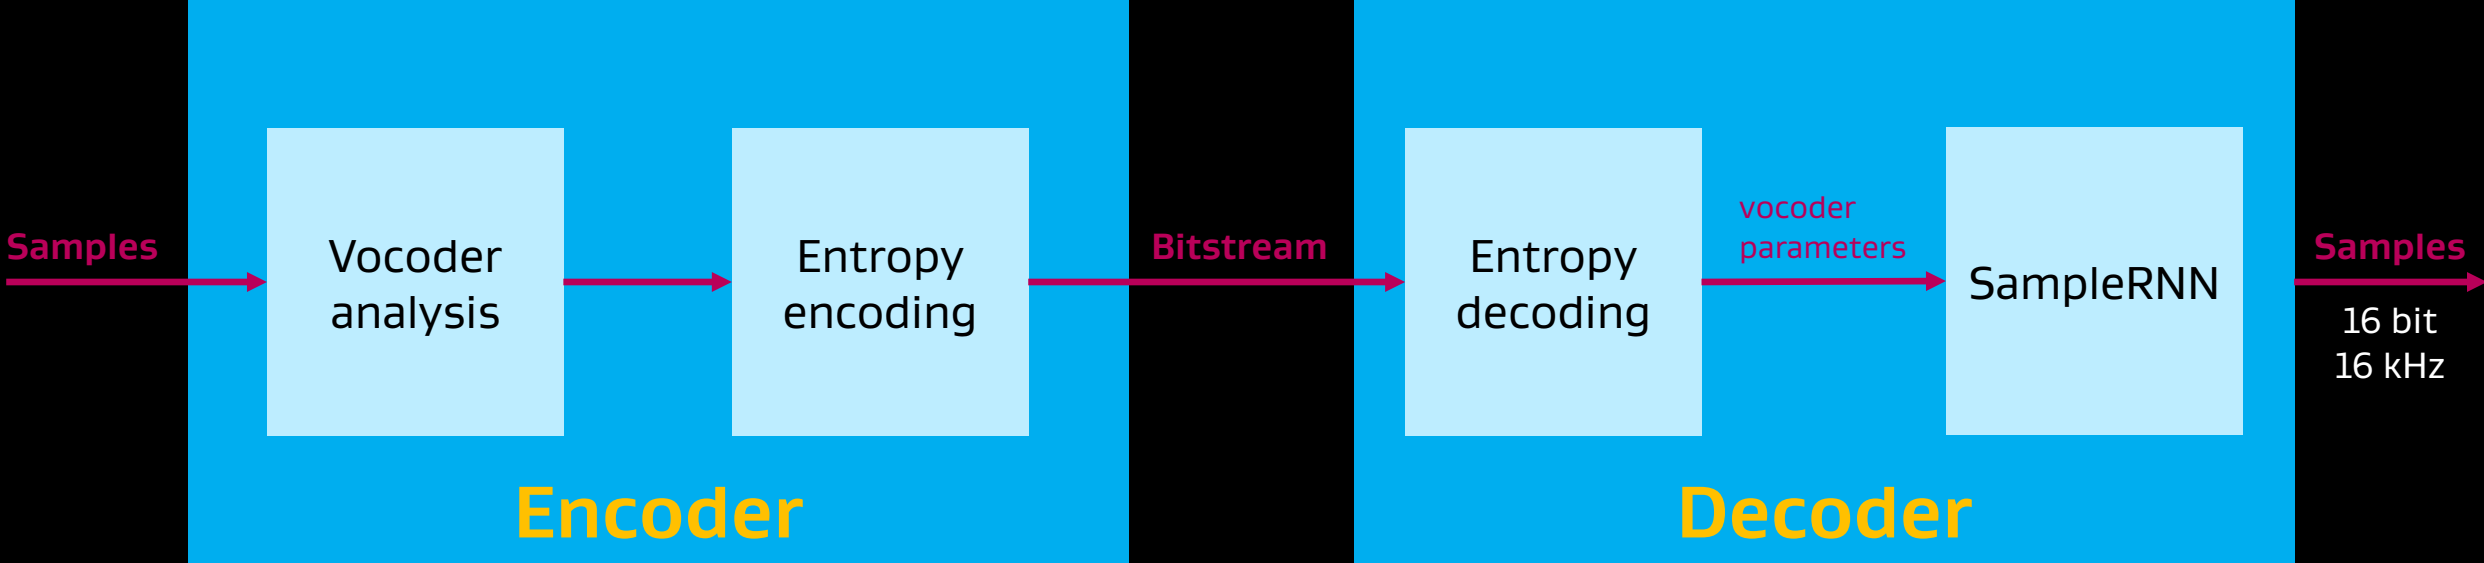 Samples
Vocoder
analysis
Entropy
encoding
Encoder
Bitstream
Entropy
decoding
vocoder
parameters
SampleRNN
Decoder
Samples
16 bit
16 kHz